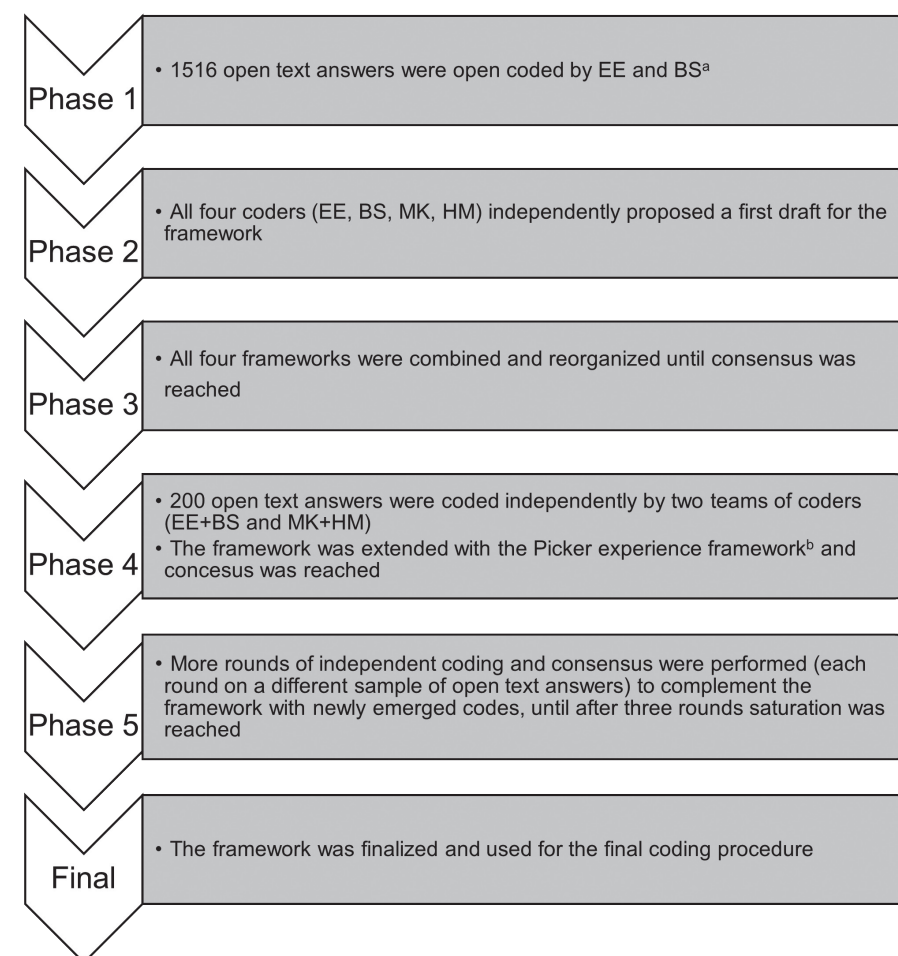 Phase 1
• 1516 open text answers were open coded by EE and BSᵃ
Phase 2
• All four coders (EE, BS, MK, HM) independently proposed a first draft for the
framework
Phase 3
• All four frameworks were combined and reorganized until consensus was
reached
Phase 4
• 200 open text answers were coded independently by two teams of coders
(EE+BS and MK+HM)
• The framework was extended with the Picker experience frameworkᵇ and
concesus was reached
Phase 5
• More rounds of independent coding and consensus were performed (each
round on a different sample of open text answers) to complement the
framework with newly emerged codes, until after three rounds saturation was
reached
Final
• The framework was finalized and used for the final coding procedure